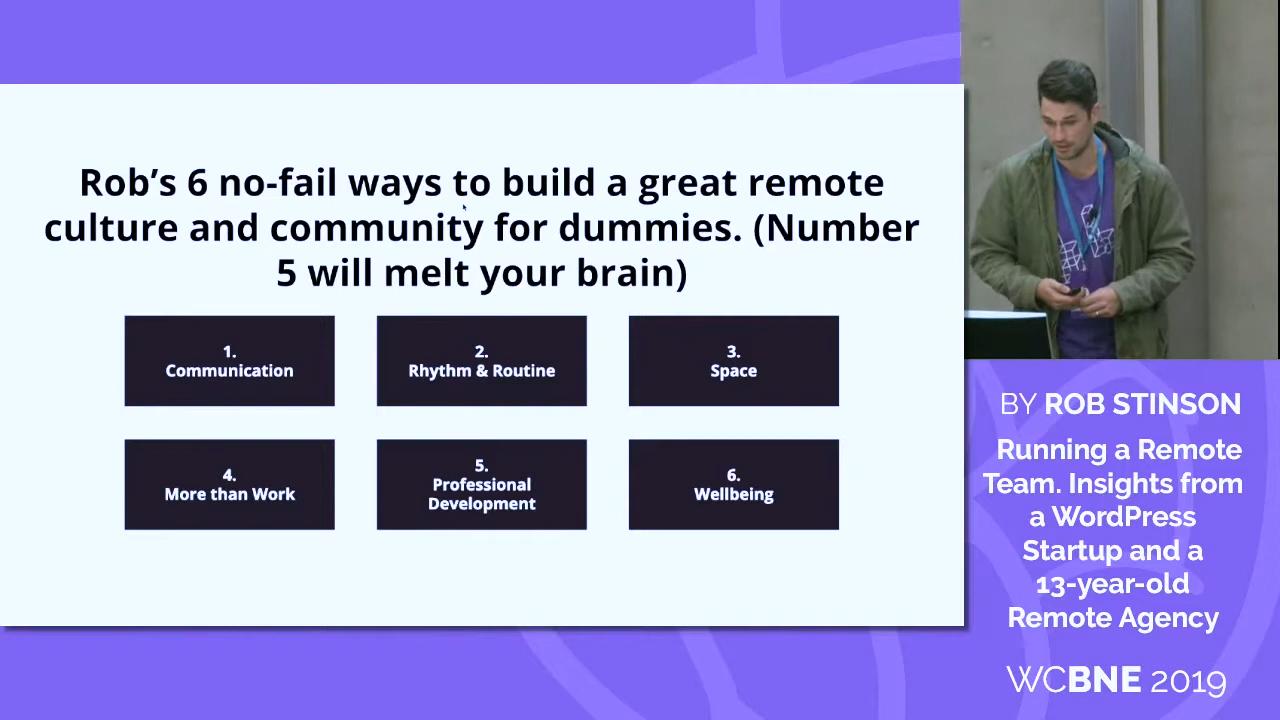 Rob's 6 no-fail ways to build a great remote
culture and community for dummies. (Number
5 will melt your brain)
1.
Communication
2.
Rhythm & Routine
3.
Space
4.
More than Work
5.
Professional
Development
6.
Wellbeing
BY ROB STINSON
Running a Remote
Team. Insights from
a WordPress
Startup and a
13-year-old
Remote Agency
WCBNE 2019